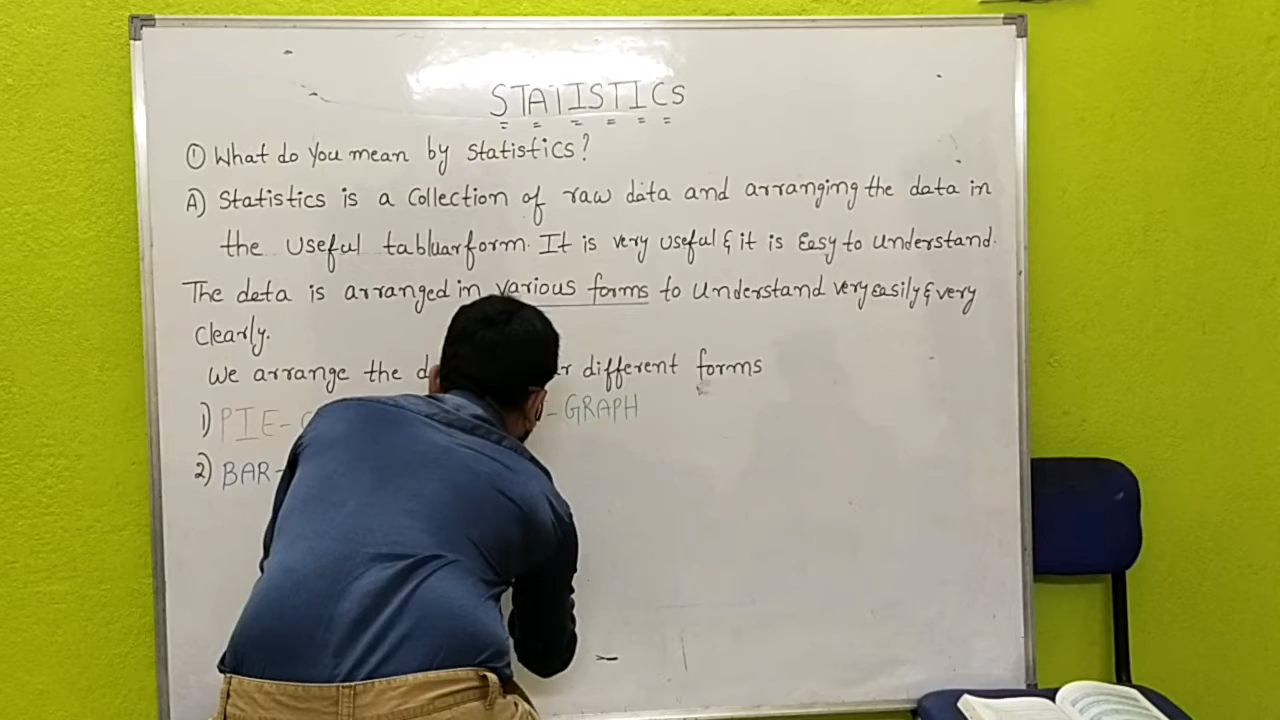 STATISTICS
① What do you mean by Statistics?
A) Statistics is a Collection of raw data and arranging the data in
the Useful tabluarform. It is very useful & it is Easy to Understand.
The data is arranged in various forms to Understand very easily & very
Clearly.
We arrange the different forms
1) PIE- -GRAPH
2) BAR-